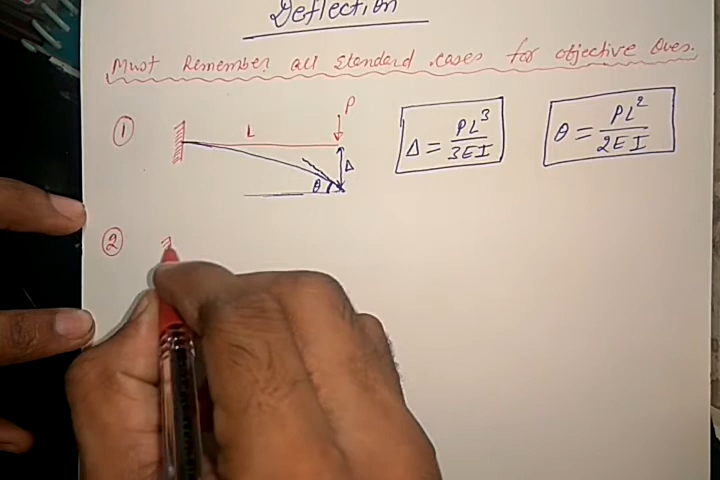 Deflection
Must Remember all standard cases for objective Ques.
① L P Δ = PL³/3EI θ = PL²/2EI
Δ
θ
②